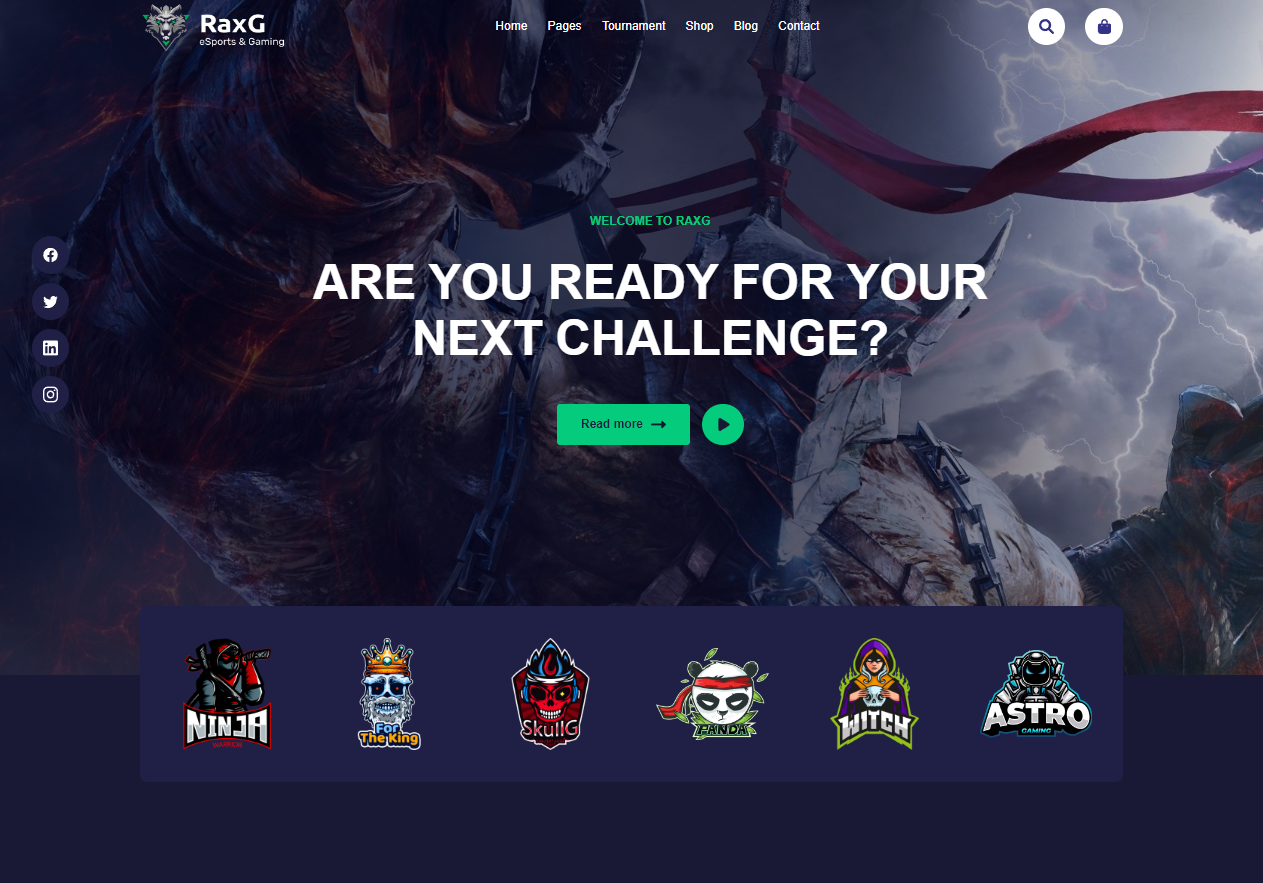 RaxG
eSports & Gaming
Home
Pages
Tournament
Shop
Blog
Contact
WELCOME TO RAXG
ARE YOU READY FOR YOUR
NEXT CHALLENGE?
Read more
NINJA
WARRIOR
For
The King
SkullG
PANDA
WITCH
ASTRO
GAMING